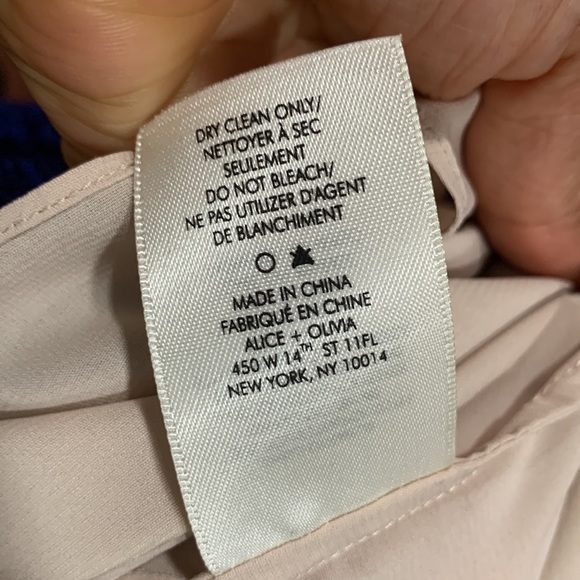 DRY CLEAN ONLY/
NETTOYER À SEC
SEULEMENT
DO NOT BLEACH/
NE PAS UTILIZER D'AGENT
DE BLANCHIMENT
MADE IN CHINA
FABRIQUÉ EN CHINE
ALICE + OLIVIA
450 W 14TH ST 11FL
NEW YORK, NY 10014